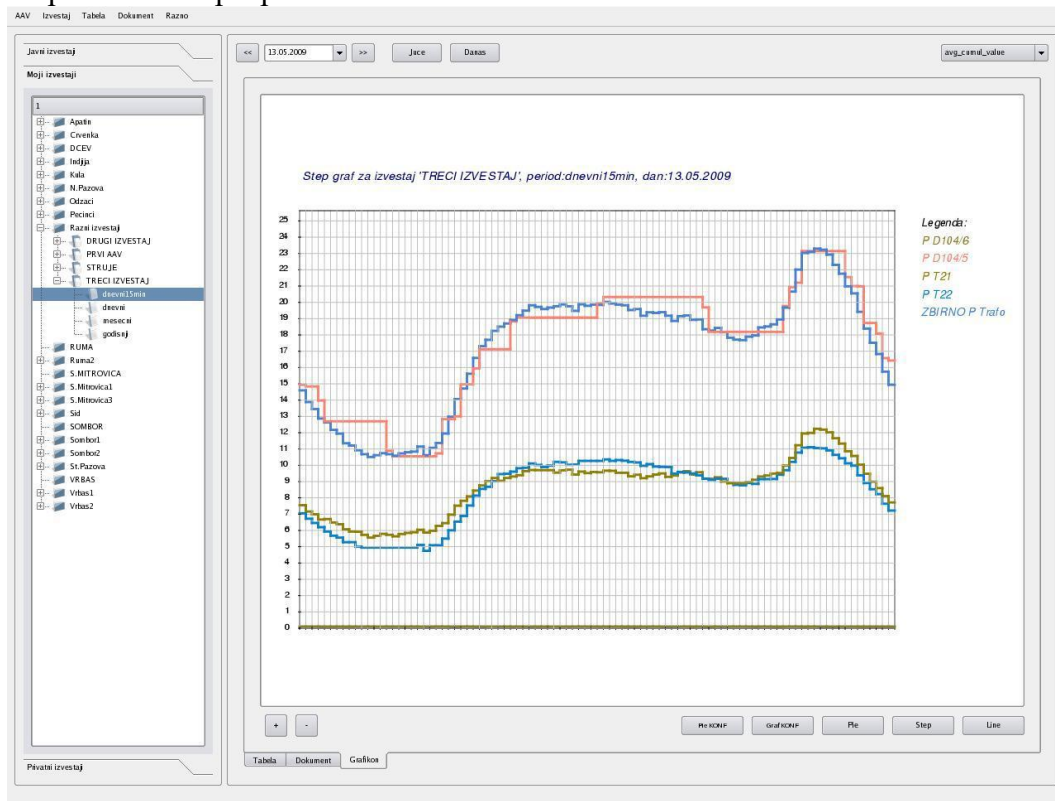 AAV Izvestaj Tabela Dokument Razno
Javni izvestaji
Moji izvestaji
1
Apatin
Crvenka
DCEV
Indjija
Kula
N.Pazova
Odzaci
Pecinci
Razni izvestaji
DRUGI IZVESTAJ
PRVI AAV
STRUJE
TRECI IZVESTAJ
dnevni15min
dnevni
mesecni
godisnji
RUMA
Ruma2
S.MITROVICA
S.Mitrovica1
S.Mitrovica3
Sid
SOMBOR
Sombor1
Sombor2
St.Pazova
VRBAS
Vrbas1
Vrbas2
Privatni izvestaji
<< 13.05.2009 >> Juce Danas avg_cumul_value
Step graf za izvestaj 'TRECI IZVESTAJ', period:dnevni15min, dan:13.05.2009
25
24
23
22
21
20
19
18
17
16
15
14
13
12
11
10
9
8
7
6
5
4
3
2
1
0
Legenda:
P D104/6
P D104/5
P T21
P T22
ZBIRNO P Trafo
+ - Pie KONF Graf KONF Pie Step Line
Tabela Dokument Grafikon